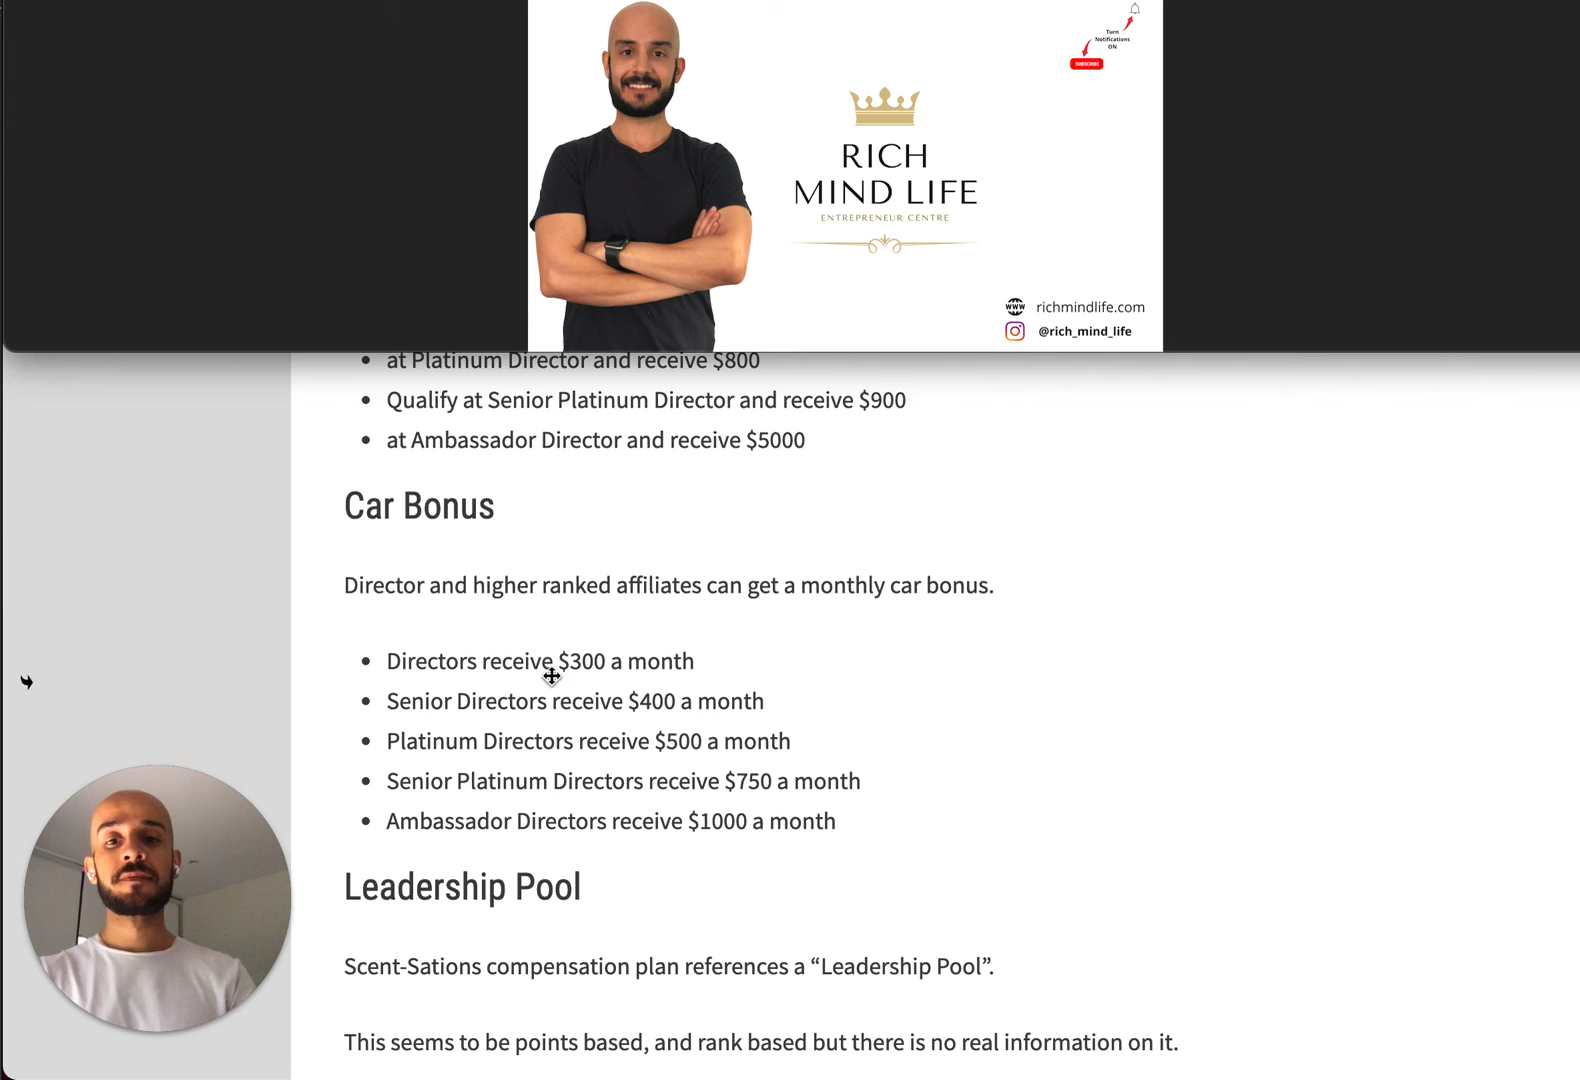 Turn
Notifications
ON
SUBSCRIBE
RICH
MIND LIFE
ENTREPRENEUR CENTRE
www richmindlife.com
@rich_mind_life
• at Platinum Director and receive $800
• Qualify at Senior Platinum Director and receive $900
• at Ambassador Director and receive $5000
Car Bonus
Director and higher ranked affiliates can get a monthly car bonus.
• Directors receive $300 a month
• Senior Directors receive $400 a month
• Platinum Directors receive $500 a month
• Senior Platinum Directors receive $750 a month
• Ambassador Directors receive $1000 a month
Leadership Pool
Scent-Sations compensation plan references a “Leadership Pool”.
This seems to be points based, and rank based but there is no real information on it.